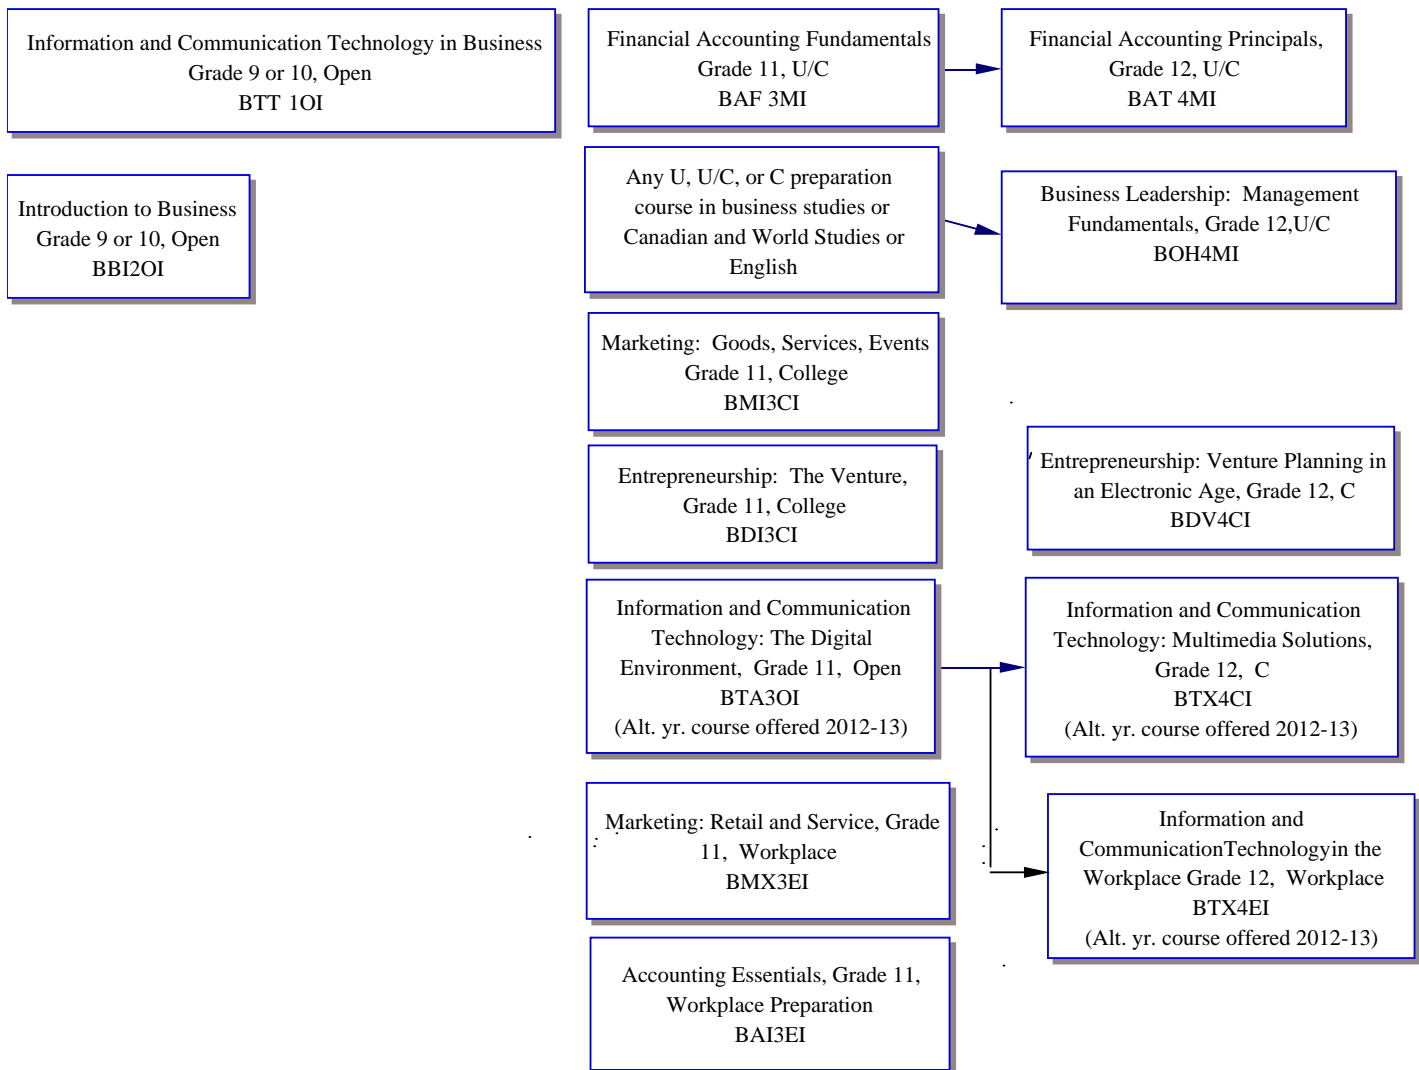 Information and Communication Technology in Business
Grade 9 or 10, Open
BTT 1OI
Financial Accounting Fundamentals
Grade 11, U/C
BAF 3MI
Financial Accounting Principals,
Grade 12, U/C
BAT 4MI
Introduction to Business
Grade 9 or 10, Open
BBI2OI
Any U, U/C, or C preparation
course in business studies or
Canadian and World Studies or
English
Business Leadership: Management
Fundamentals, Grade 12,U/C
BOH4MI
Marketing: Goods, Services, Events
Grade 11, College
BMI3CI
Entrepreneurship: The Venture,
Grade 11, College
BDI3CI
Entrepreneurship: Venture Planning in
an Electronic Age, Grade 12, C
BDV4CI
Information and Communication
Technology: The Digital
Environment, Grade 11, Open
BTA3OI
(Alt. yr. course offered 2012-13)
Information and Communication
Technology: Multimedia Solutions,
Grade 12, C
BTX4CI
(Alt. yr. course offered 2012-13)
Marketing: Retail and Service, Grade
11, Workplace
BMX3EI
Information and
CommunicationTechnologyin the
Workplace Grade 12, Workplace
BTX4EI
(Alt. yr. course offered 2012-13)
Accounting Essentials, Grade 11,
Workplace Preparation
BAI3EI